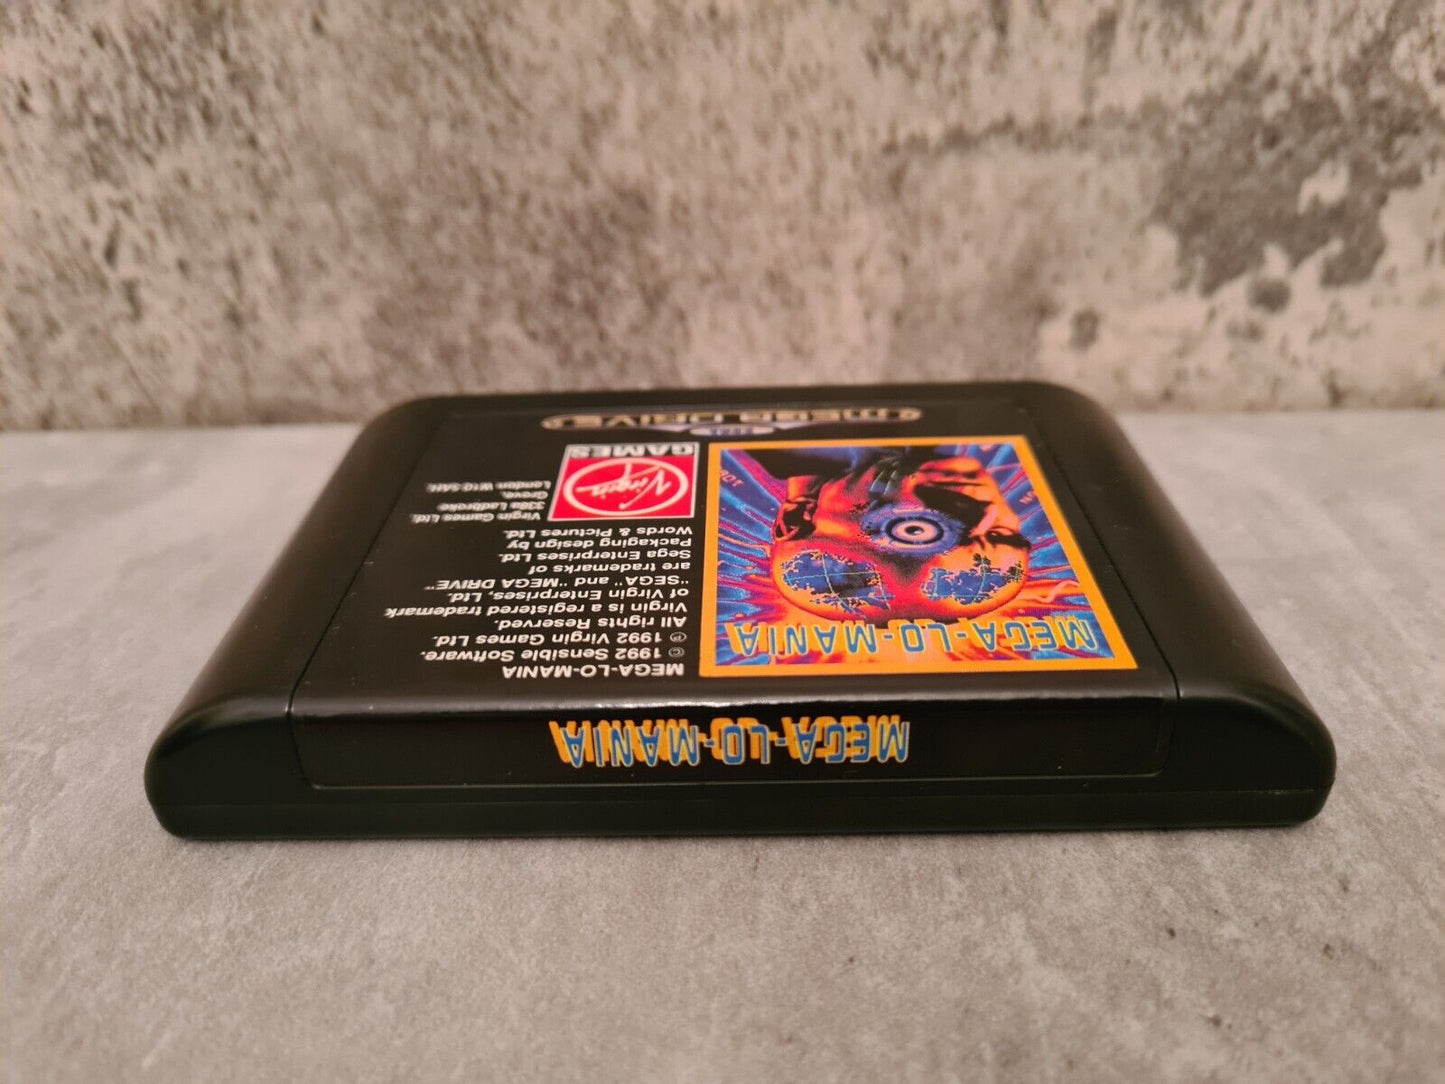 MEGA-LO-MANIA
MEGA-LO-MANIA
© 1992 Sensible Software.
℗ 1992 Virgin Games Ltd.
All rights Reserved.
Virgin is a registered trademark
of Virgin Enterprises, Ltd.
"SEGA" and "MEGA DRIVE"
are trademarks of
Sega Enterprises Ltd.
Packaging design by
Words & Pictures Ltd.
Virgin Games Ltd.
338a Ladbroke
Grove,
London W10 5AH.
Virgin
GAMES
MEGA-LO-MANIA
SEGA
MEGA DRIVE